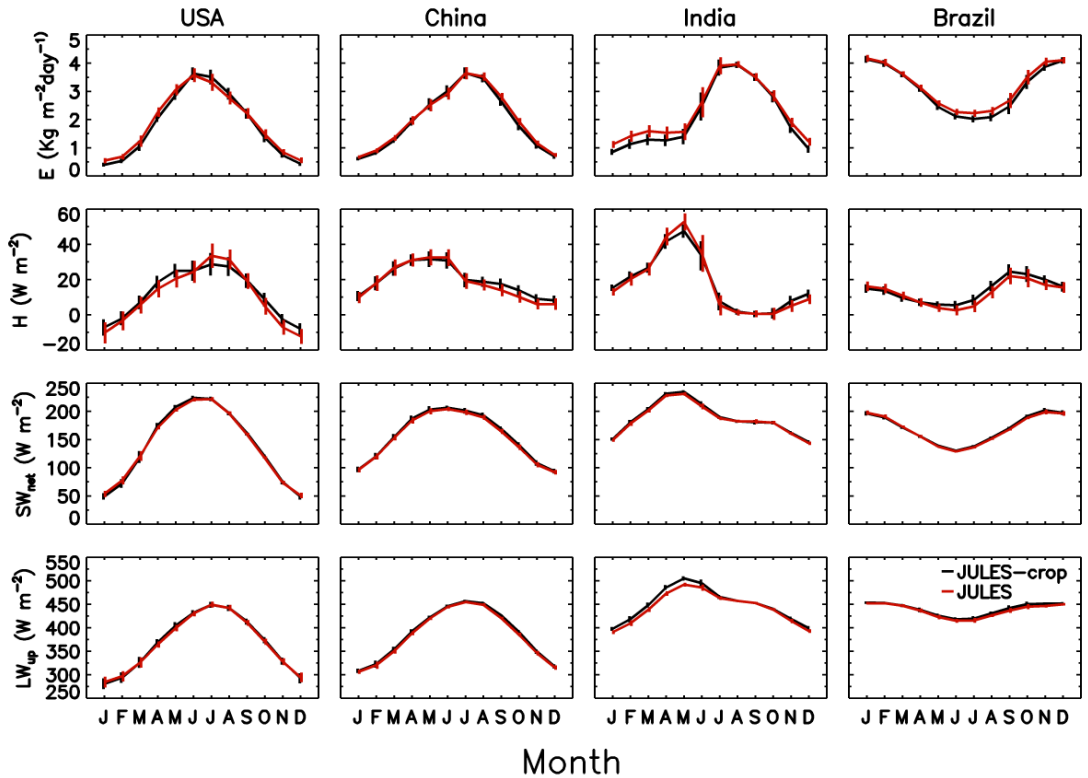 USA China India Brazil
E (Kg m⁻²day⁻¹)
5
4
3
2
1
0
H (W m⁻²)
60
40
20
0
−20
SW_net (W m⁻²)
250
200
150
100
50
0
LW_up (W m⁻²)
550
500
450
400
350
300
250
JULES−crop
JULES
J F M A M J J A S O N D J F M A M J J A S O N D J F M A M J J A S O N D J F M A M J J A S O N D
Month